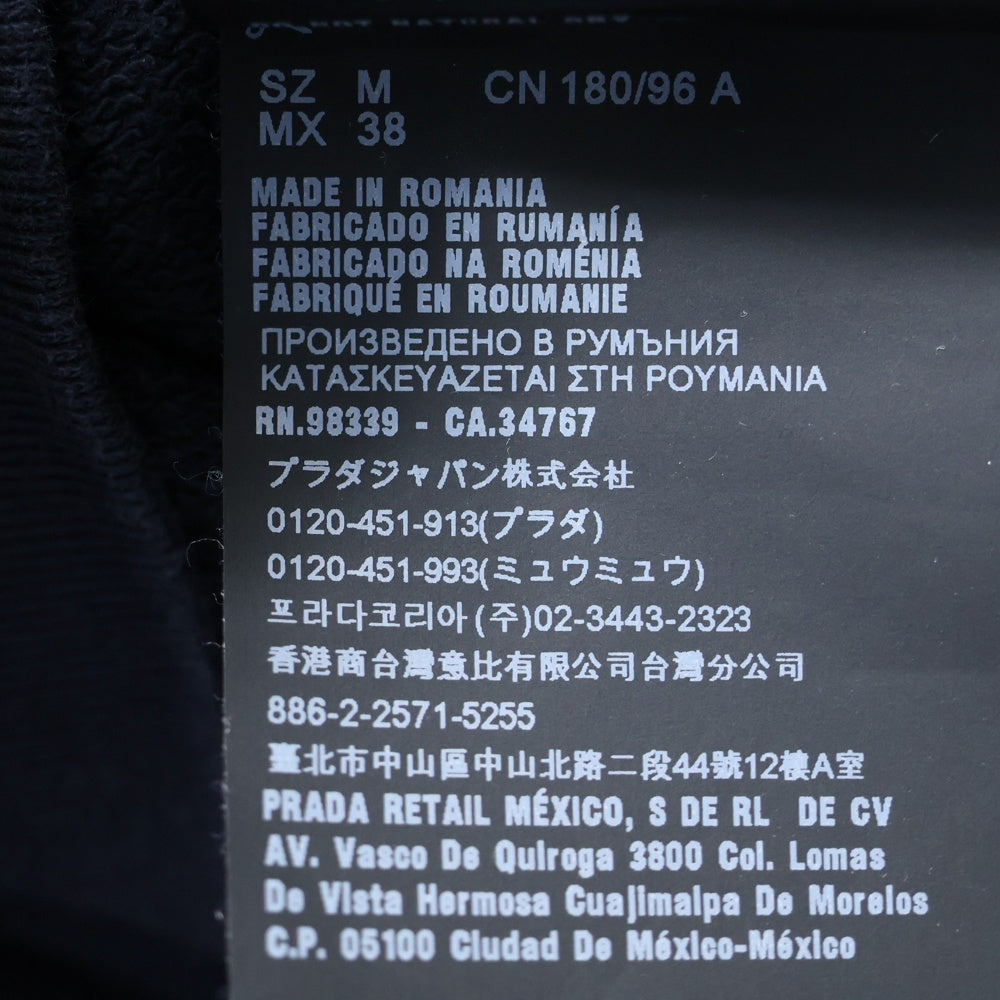 NATURAL DRY
SZ M CN 180/96 A
MX 38
MADE IN ROMANIA
FABRICADO EN RUMANÍA
FABRICADO NA ROMÉNIA
FABRIQUÉ EN ROUMANIE
ПРОИЗВЕДЕНО В РУМЪНИЯ
ΚΑΤΑΣΚΕΥΑΖΕΤΑΙ ΣΤΗ ΡΟΥΜΑΝΙΑ
RN.98339 - CA.34767
プラダジャパン株式会社
0120-451-913(プラダ)
0120-451-993(ミュウミュウ)
프라다코리아(주)02-3443-2323
香港商台灣意比有限公司台灣分公司
886-2-2571-5255
臺北市中山區中山北路二段44號12樓A室
PRADA RETAIL MÉXICO, S DE RL DE CV
AV. Vasco De Quiroga 3800 Col. Lomas
De Vista Hermosa Cuajimalpa De Morelos
C.P. 05100 Ciudad De México-México